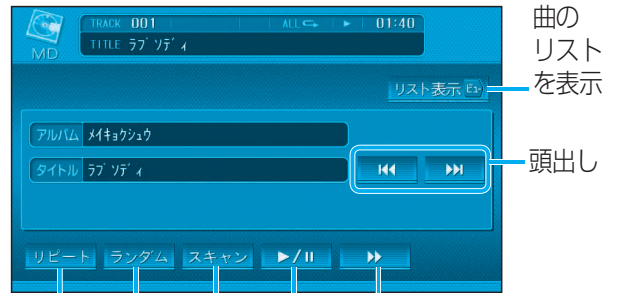 TRACK 001 ALL 01:40
MD
TITLE ラブ ソディ
曲の
リスト
を表示
リスト表示
アルバム メイキョクシュウ
タイトル ラブ ソディ
頭出し
リピート ランダム スキャン ▶/II